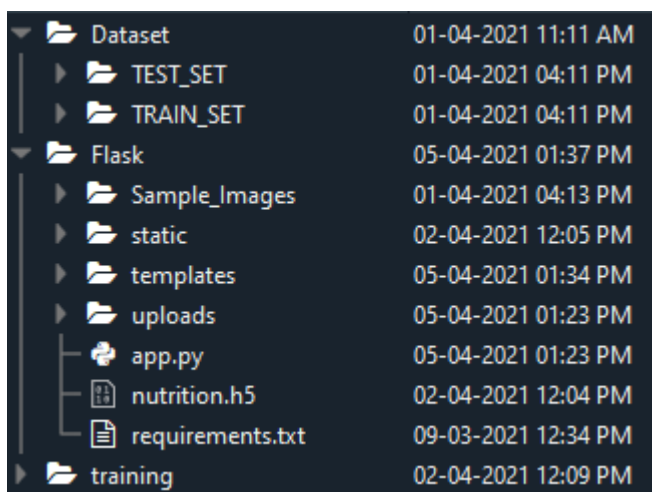 Dataset 01-04-2021 11:11 AM
TEST_SET 01-04-2021 04:11 PM
TRAIN_SET 01-04-2021 04:11 PM
Flask 05-04-2021 01:37 PM
Sample_Images 01-04-2021 04:13 PM
static 02-04-2021 12:05 PM
templates 05-04-2021 01:34 PM
uploads 05-04-2021 01:23 PM
app.py 05-04-2021 01:23 PM
nutrition.h5 02-04-2021 12:04 PM
requirements.txt 09-03-2021 12:34 PM
training 02-04-2021 12:09 PM